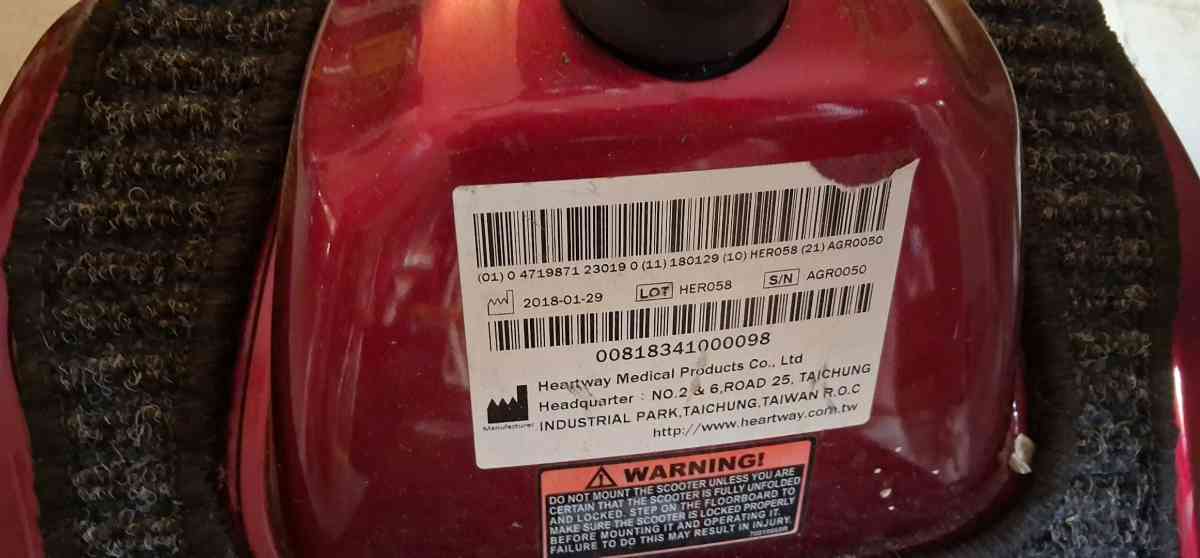 (01) 0 4719871 23019 0 (11) 180129 (10) HER058 (21) AGR0050
2018-01-29 LOT HER058 S/N AGR0050
00818341000098
Heartway Medical Products Co., Ltd
Headquarter : NO.2 & 6,ROAD 25, TAICHUNG
INDUSTRIAL PARK,TAICHUNG,TAIWAN R.O.C
Manufacturer
http://www.heartway.com.tw
WARNING!
DO NOT MOUNT THE SCOOTER UNLESS YOU ARE
CERTAIN THAT THE SCOOTER IS FULLY UNFOLDED
AND LOCKED. STEP ON THE FLOORBOARD TO
MAKE SURE THE SCOOTER IS LOCKED PROPERLY
BEFORE MOUNTING IT AND OPERATING IT.
FAILURE TO DO THIS MAY RESULT IN INJURY.